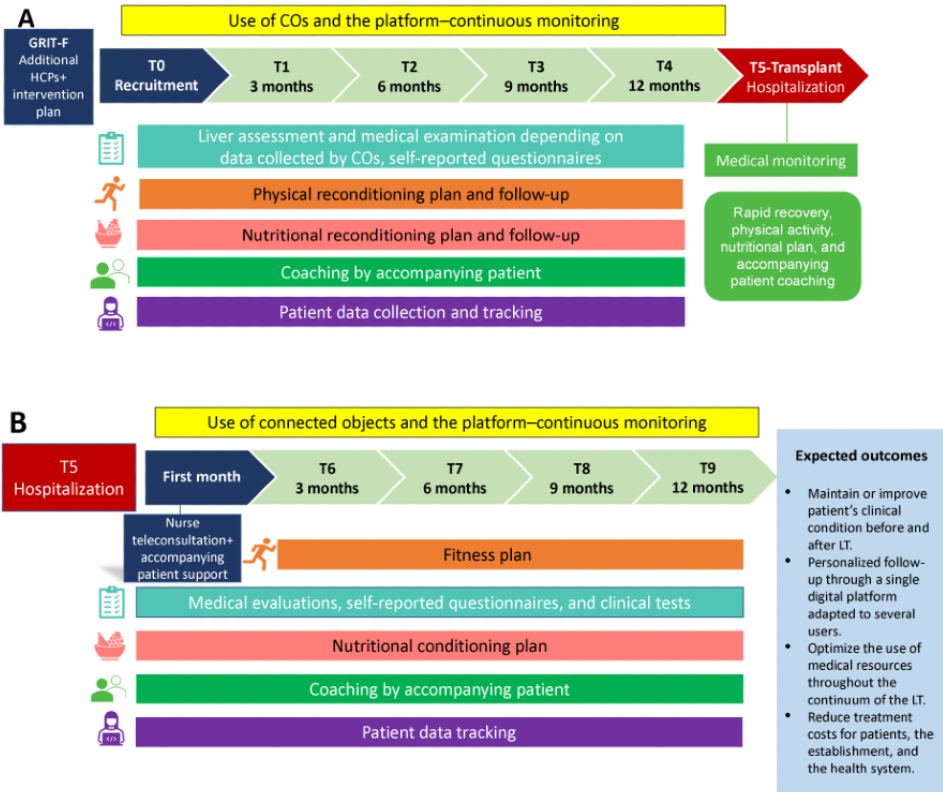 A
Use of COs and the platform–continuous monitoring
GRIT-F
Additional
HCPs+
intervention
plan
T0
Recruitment
T1
3 months
T2
6 months
T3
9 months
T4
12 months
T5-Transplant
Hospitalization
Liver assessment and medical examination depending on
data collected by COs, self-reported questionnaires
Physical reconditioning plan and follow-up
Nutritional reconditioning plan and follow-up
Coaching by accompanying patient
Patient data collection and tracking
Medical monitoring
Rapid recovery,
physical activity,
nutritional plan, and
accompanying
patient coaching
B
Use of connected objects and the platform–continuous monitoring
T5
Hospitalization
First month
T6
3 months
T7
6 months
T8
9 months
T9
12 months
Nurse
teleconsultation+
accompanying
patient support
Fitness plan
Medical evaluations, self-reported questionnaires, and clinical tests
Nutritional conditioning plan
Coaching by accompanying patient
Patient data tracking
Expected outcomes
• Maintain or improve
patient's clinical
condition before and
after LT.
• Personalized follow-
up through a single
digital platform
adapted to several
users.
• Optimize the use of
medical resources
throughout the
continuum of the LT.
• Reduce treatment
costs for patients, the
establishment, and
the health system.